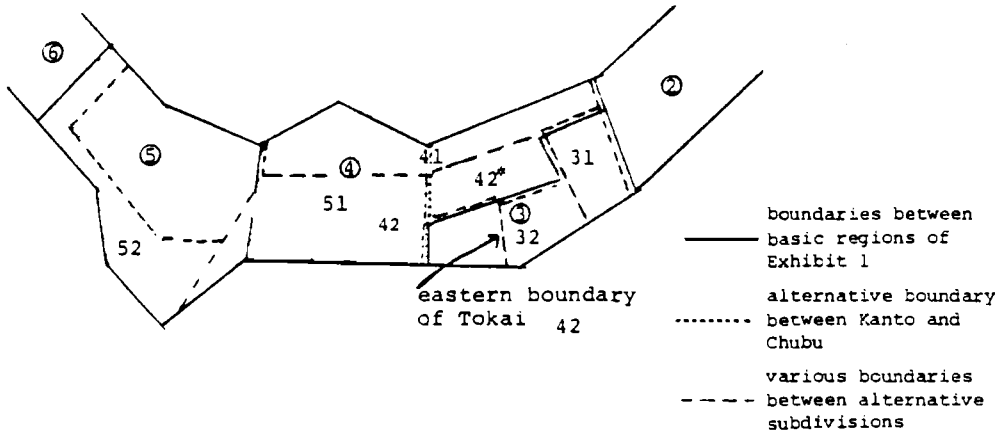 ⑥
②
⑤
④
41
42*
31
51
42
③
32
52
eastern boundary
of Tokai 42
boundaries between
basic regions of
Exhibit 1
alternative boundary
between Kanto and
Chubu
various boundaries
between alternative
subdivisions